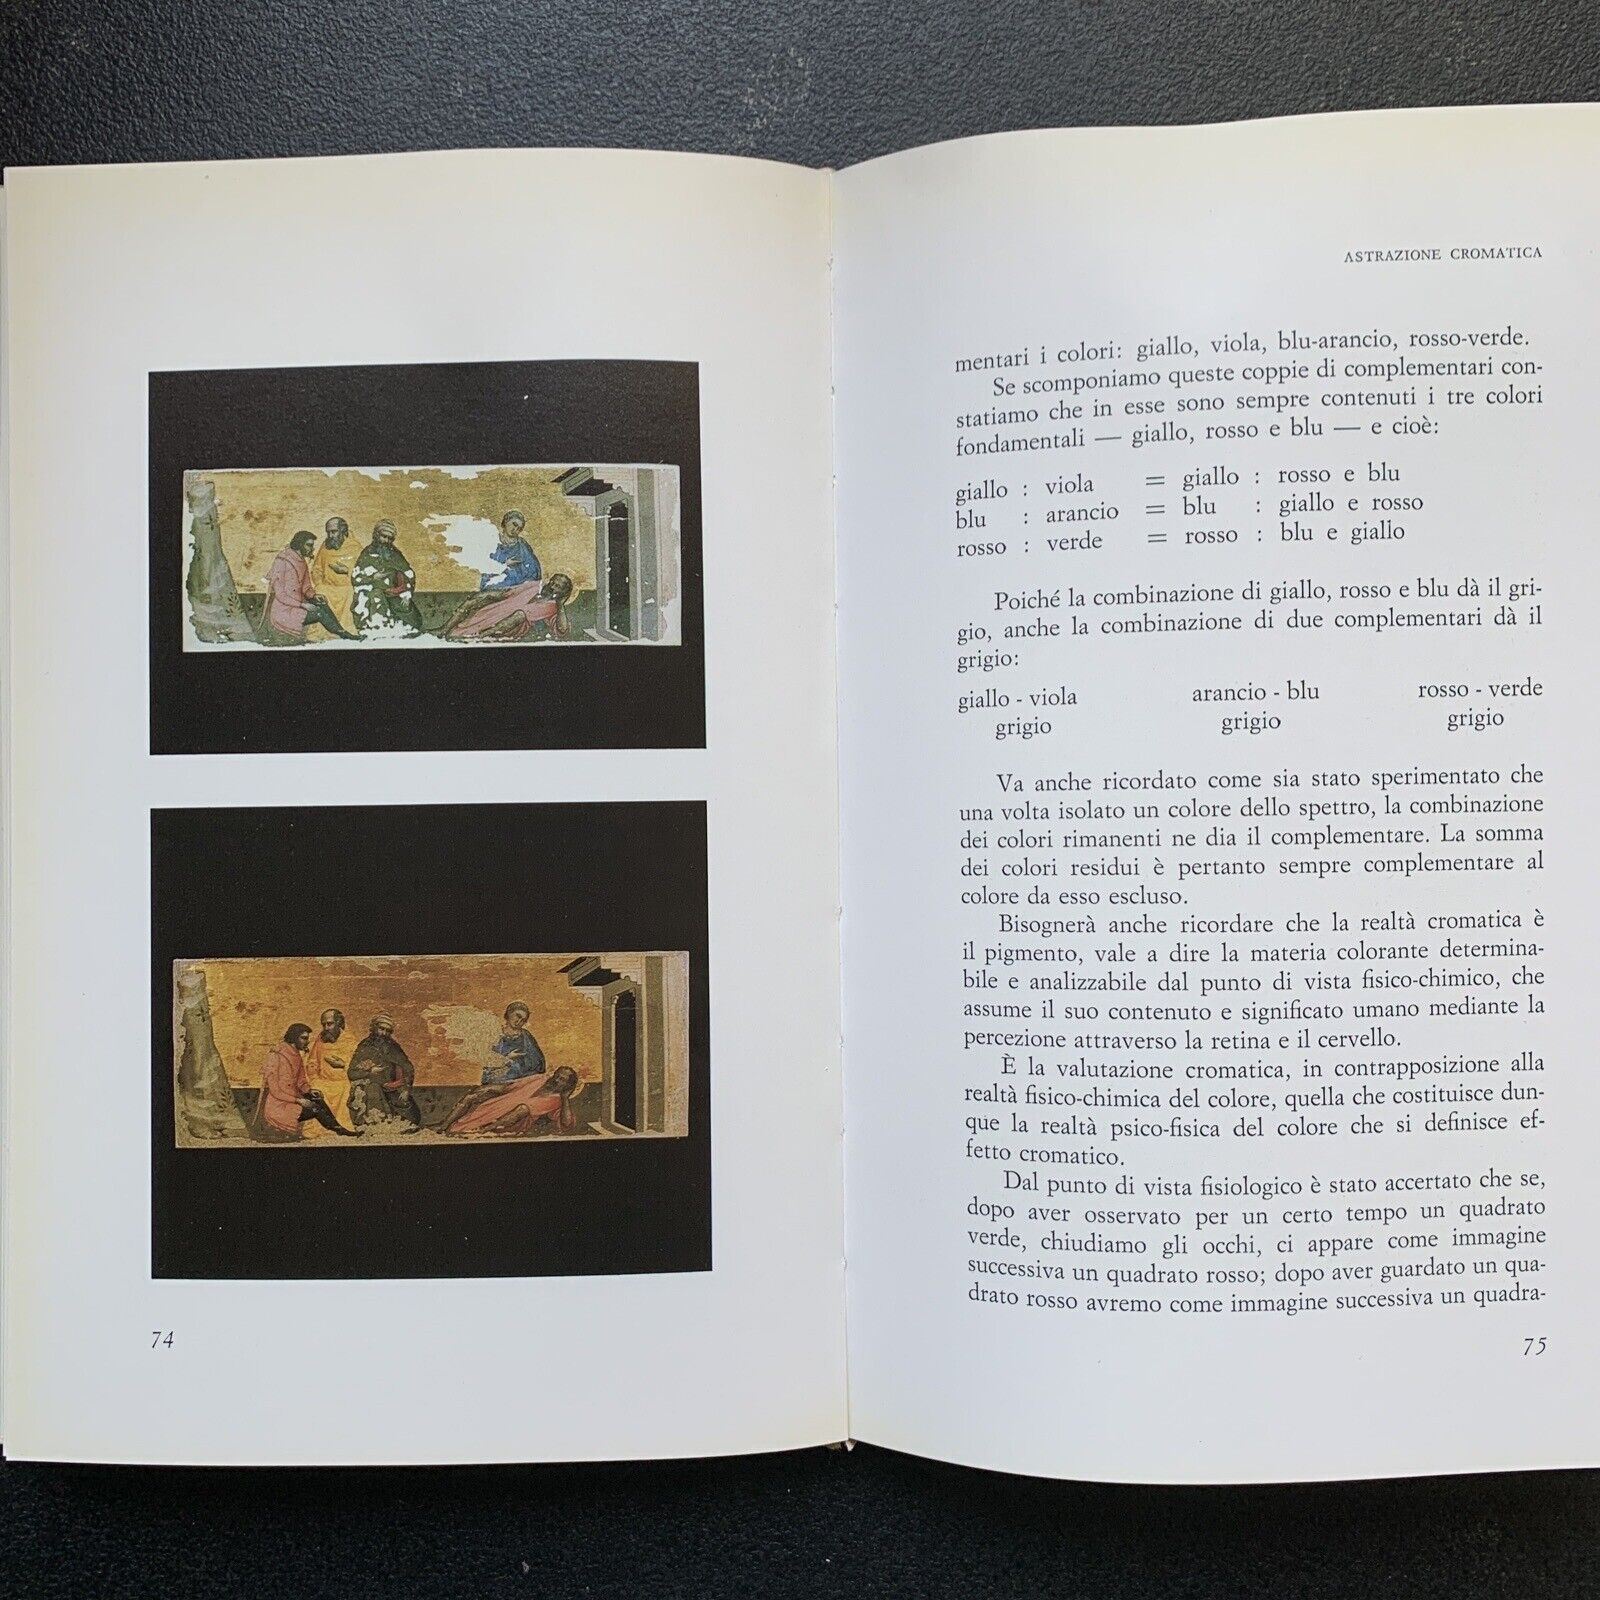 74
ASTRAZIONE CROMATICA
mentari i colori: giallo, viola, blu-arancio, rosso-verde.
Se scomponiamo queste coppie di complementari con-
statiamo che in esse sono sempre contenuti i tre colori
fondamentali — giallo, rosso e blu — e cioè:
giallo : viola = giallo : rosso e blu
blu : arancio = blu : giallo e rosso
rosso : verde = rosso : blu e giallo
Poiché la combinazione di giallo, rosso e blu dà il gri-
gio, anche la combinazione di due complementari dà il
grigio:
giallo - viola arancio - blu rosso - verde
grigio grigio grigio
Va anche ricordato come sia stato sperimentato che
una volta isolato un colore dello spettro, la combinazione
dei colori rimanenti ne dia il complementare. La somma
dei colori residui è pertanto sempre complementare al
colore da esso escluso.
Bisognerà anche ricordare che la realtà cromatica è
il pigmento, vale a dire la materia colorante determina-
bile e analizzabile dal punto di vista fisico-chimico, che
assume il suo contenuto e significato umano mediante la
percezione attraverso la retina e il cervello.
È la valutazione cromatica, in contrapposizione alla
realtà fisico-chimica del colore, quella che costituisce dun-
que la realtà psico-fisica del colore che si definisce ef-
fetto cromatico.
Dal punto di vista fisiologico è stato accertato che se,
dopo aver osservato per un certo tempo un quadrato
verde, chiudiamo gli occhi, ci appare come immagine
successiva un quadrato rosso; dopo aver guardato un qua-
drato rosso avremo come immagine successiva un quadra-
75